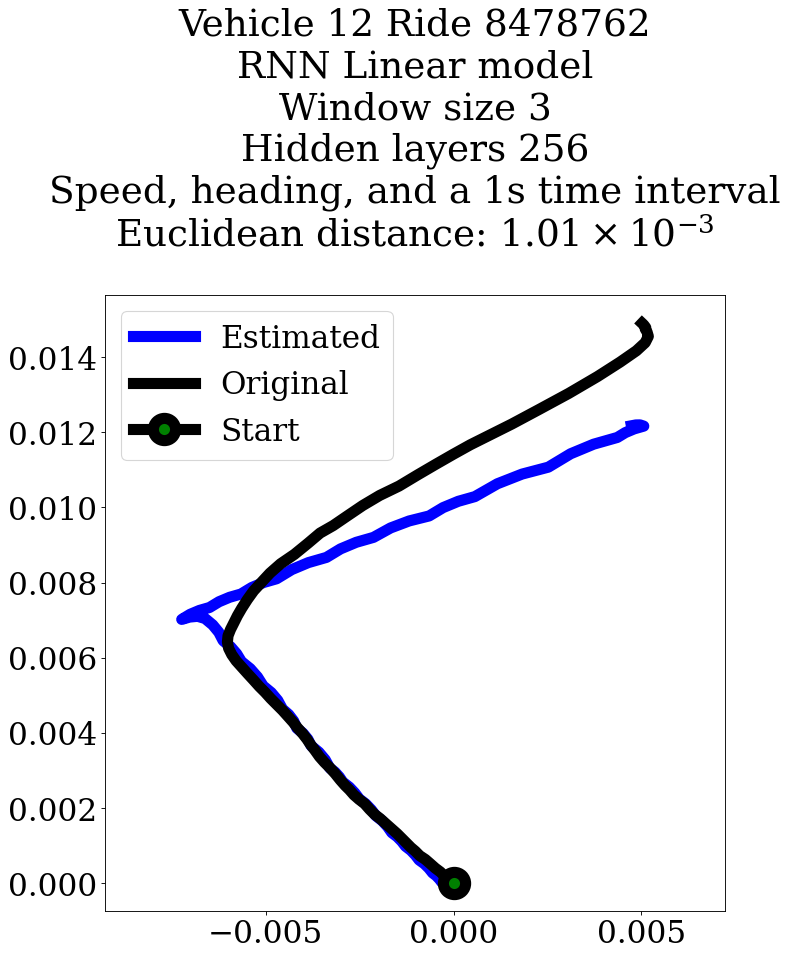 Vehicle 12 Ride 8478762
RNN Linear model
Window size 3
Hidden layers 256
Speed, heading, and a 1s time interval
Euclidean distance: 1.01 × 10⁻³
Estimated
Original
Start
0.014
0.012
0.010
0.008
0.006
0.004
0.002
0.000
−0.005
0.000
0.005